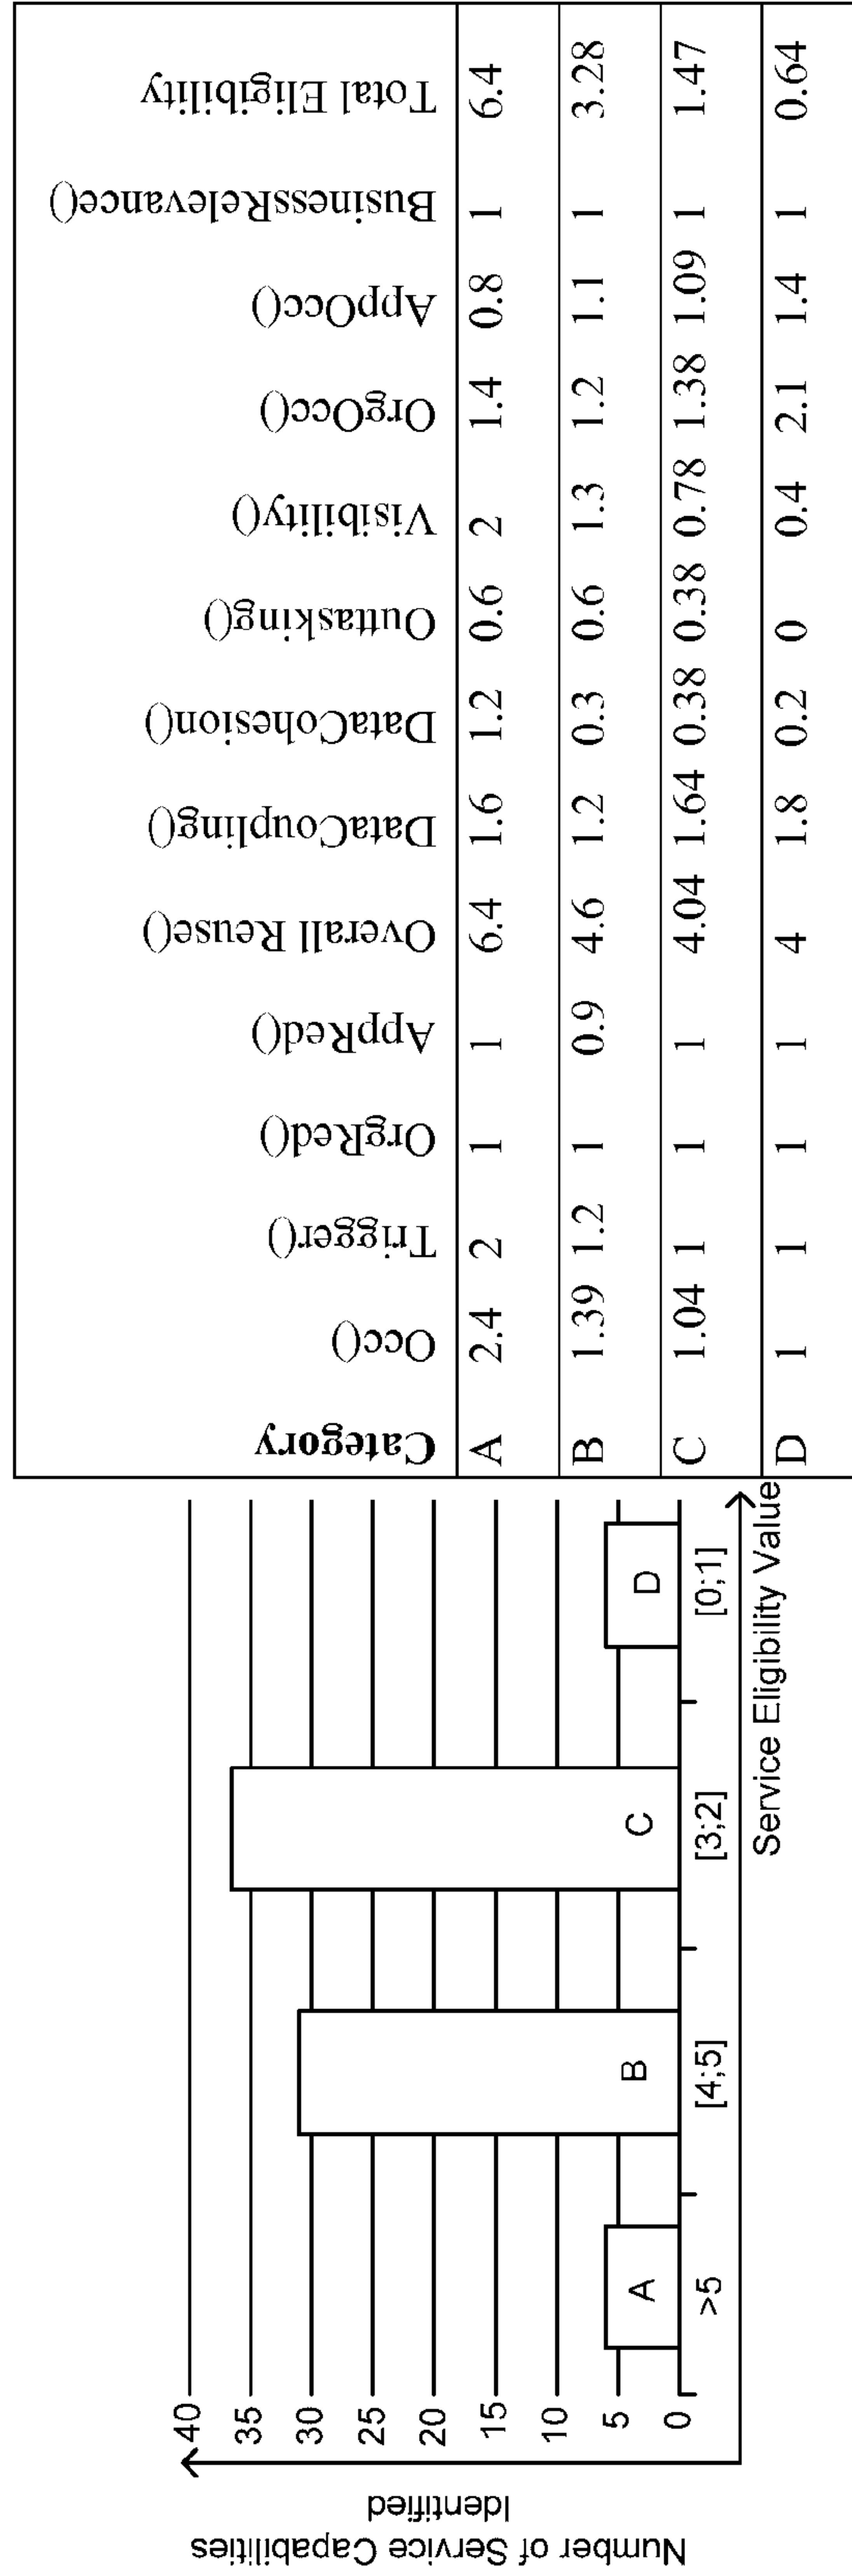 Number of Service Capabilities
Identified
40
35
30
25
20
15
10
5
0
A
B
C
D
>5
[4;5]
[3;2]
[0;1]
Service Eligibility Value
Category Occ() Trigger() OrgRed() AppRed() Overall Reuse() DataCoupling() DataCohesion() Outtasking() Visibility() OrgOcc() AppOcc() BusinessRelevance() Total Eligibility
A 2.4 2 1 1 6.4 1.6 1.2 0.6 2 1.4 0.8 1 6.4
B 1.39 1.2 1 0.9 4.6 1.2 0.3 0.6 1.3 1.2 1.1 1 3.28
C 1.04 1 1 1 4.04 1.64 0.38 0.38 0.78 1.38 1.09 1 1.47
D 1 1 1 1 4 1.8 0.2 0 0.4 2.1 1.4 1 0.64